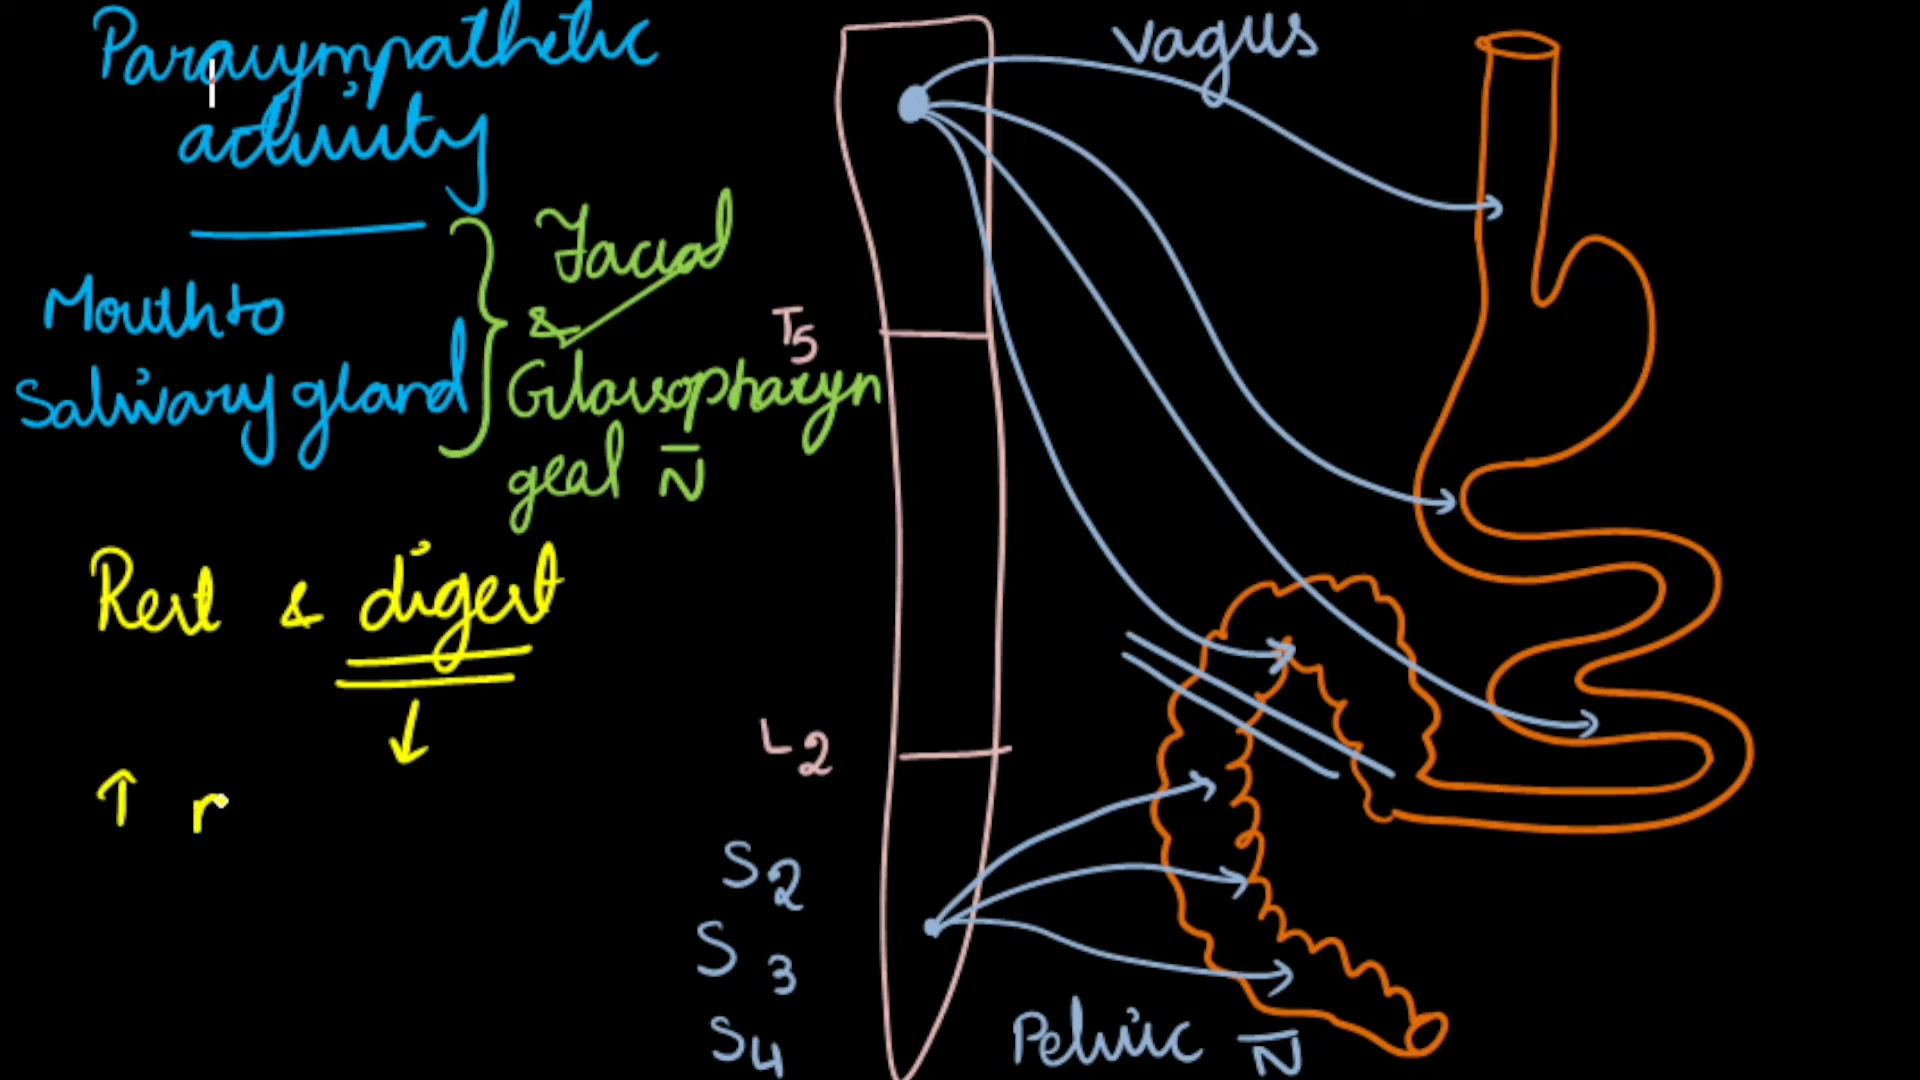 Parasympathetic
activity
Mouth to
Salivary gland
Facial
&
Glossopharyn
geal N
Rest & digest
↓
↑ r
vagus
T5
L2
S2
S3
S4
Pelvic N